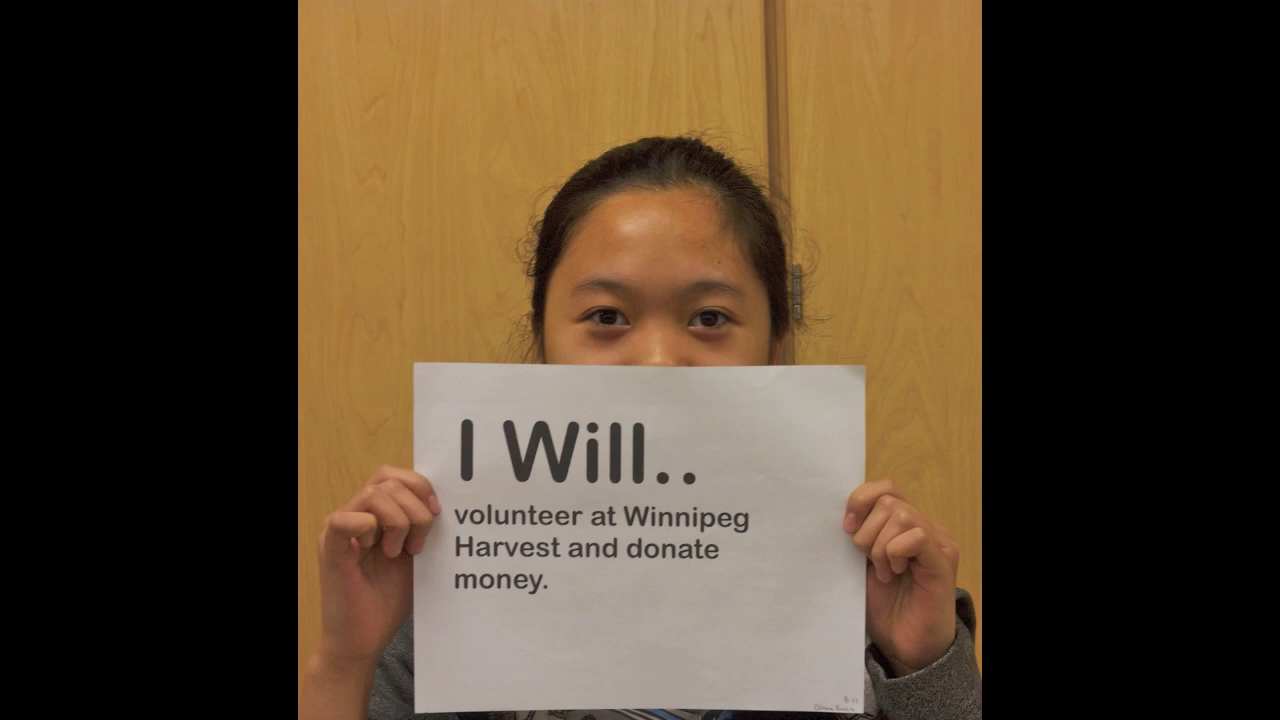 I Will..
volunteer at Winnipeg
Harvest and donate
money.